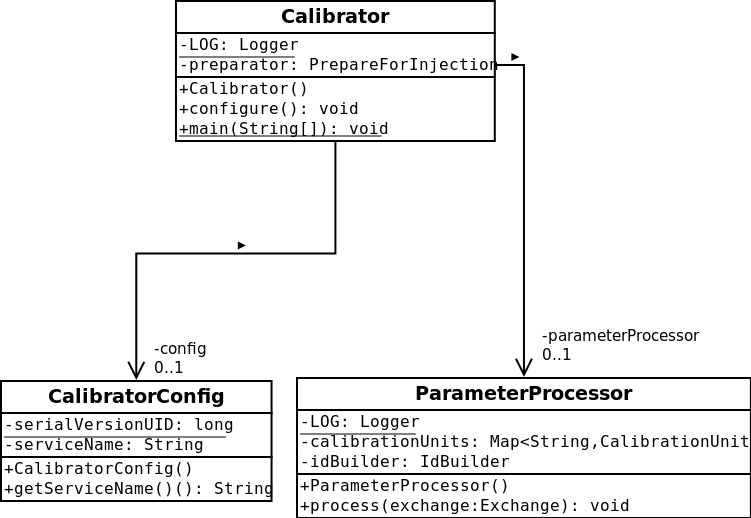 Calibrator
-LOG: Logger
-preparator: PrepareForInjection
+Calibrator()
+configure(): void
+main(String[]): void
-config
0..1
-parameterProcessor
0..1
CalibratorConfig
-serialVersionUID: long
-serviceName: String
+CalibratorConfig()
+getServiceName()(): String
ParameterProcessor
-LOG: Logger
-calibrationUnits: Map<String,CalibrationUnit
-idBuilder: IdBuilder
+ParameterProcessor()
+process(exchange:Exchange): void